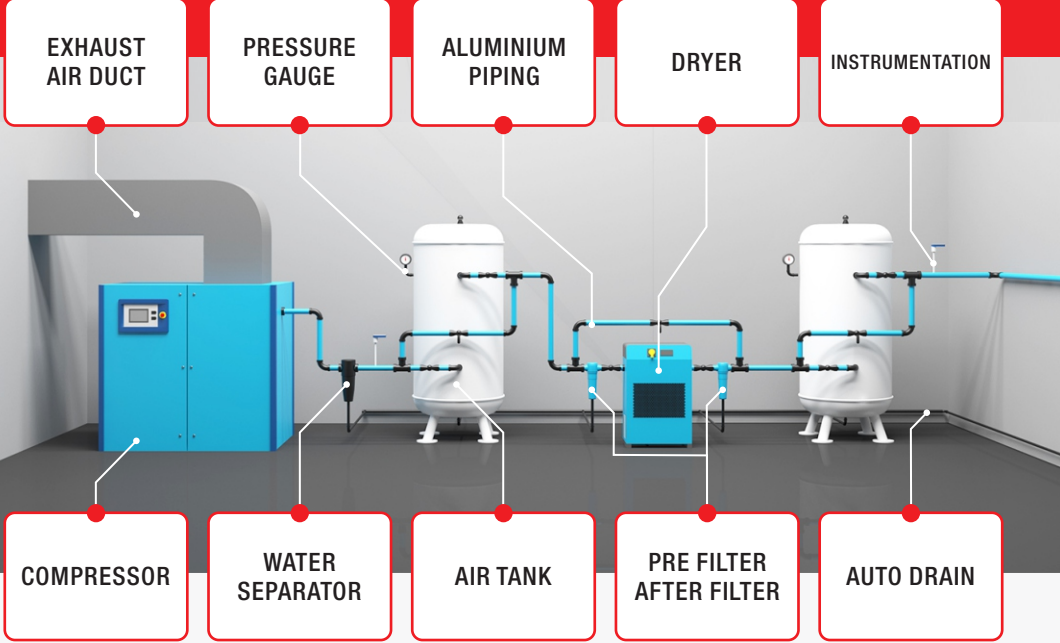 EXHAUST
AIR DUCT
PRESSURE
GAUGE
ALUMINIUM
PIPING
DRYER
INSTRUMENTATION
COMPRESSOR
WATER
SEPARATOR
AIR TANK
PRE FILTER
AFTER FILTER
AUTO DRAIN